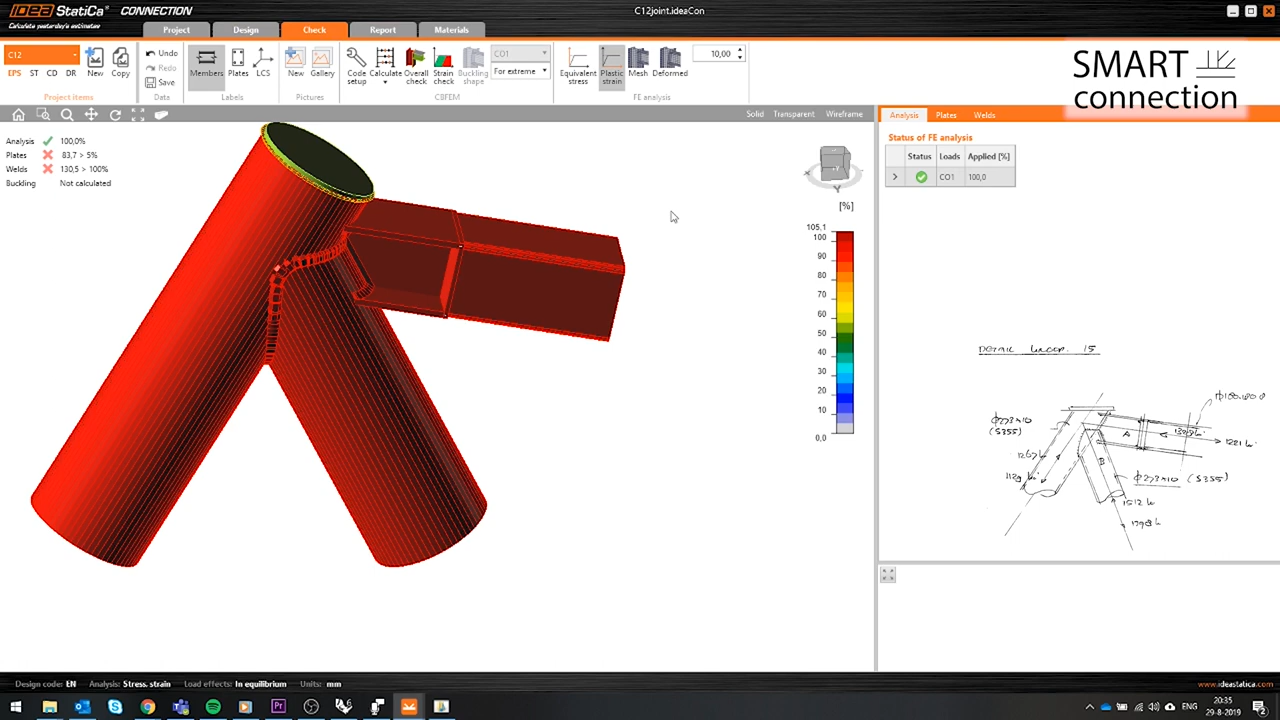 IDEA StatiCa® CONNECTION
Calculate yesterday's estimates
C12joint.ideaCon
Project
Design
Check
Report
Materials
C12
EPS ST CD DR
New
Copy
Project items
Undo
Redo
Save
Data
Members
Plates
LCS
Labels
New
Gallery
Pictures
Code setup
Calculate
Overall check
Strain check
Buckling shape
CO1
For extreme
CBFEM
Equivalent stress
Plastic strain
Mesh
Deformed
10,00
FE analysis
SMART
connection
Solid
Transparent
Wireframe
Analysis 100,0%
Plates 83,7 > 5%
Welds 130,5 > 100%
Buckling Not calculated
X
Y
[%]
105,1
100
90
80
70
60
50
40
30
20
10
0,0
Analysis
Plates
Welds
Status of FE analysis
Status Loads Applied [%]
CO1 100,0
A
B
(S355)
(S355)
Design code: EN Analysis: Stress, strain Load effects: In equilibrium Units: mm
www.ideastatica.com
ENG
20:35
29-8-2019
2